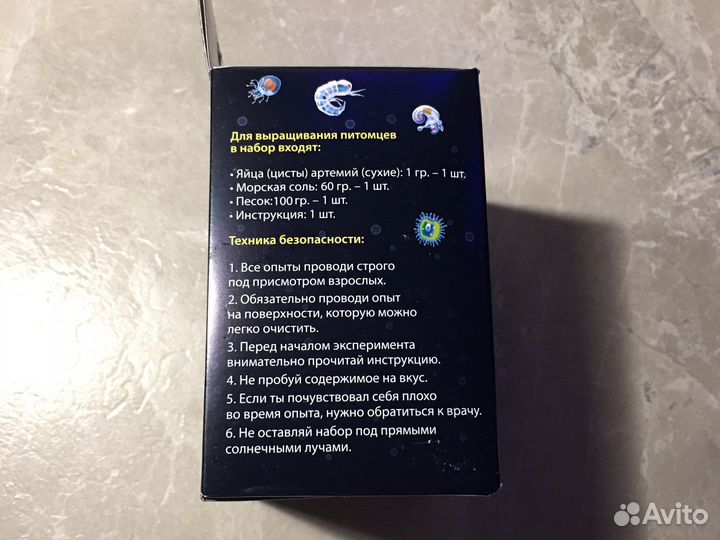 Для выращивания питомцев
в набор входят:
• Яйца (цисты) артемий (сухие): 1 гр. – 1 шт.
• Морская соль: 60 гр. – 1 шт.
• Песок:100 гр. – 1 шт.
• Инструкция: 1 шт.
Техника безопасности:
1. Все опыты проводи строго
под присмотром взрослых.
2. Обязательно проводи опыт
на поверхности, которую можно
легко очистить.
3. Перед началом эксперимента
внимательно прочитай инструкцию.
4. Не пробуй содержимое на вкус.
5. Если ты почувствовал себя плохо
во время опыта, нужно обратиться к врачу.
6. Не оставляй набор под прямыми
солнечными лучами.
Avito